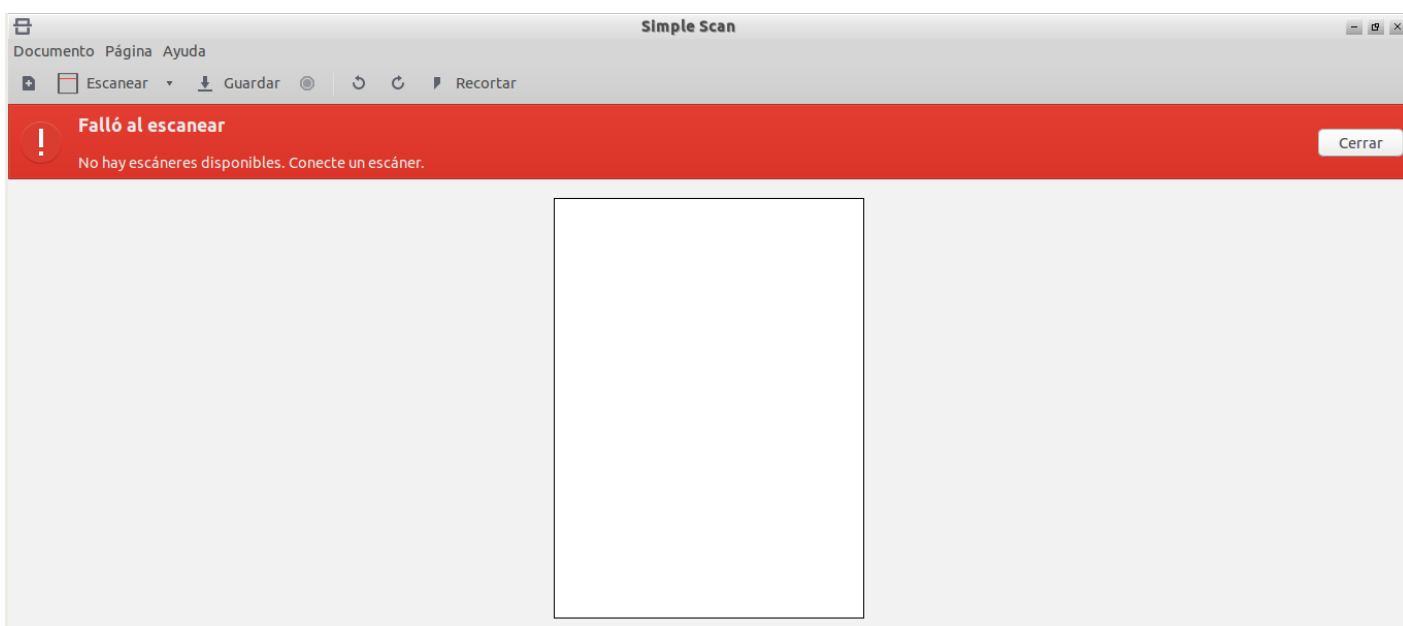 Simple Scan
Documento Página Ayuda
Escanear Guardar Recortar
Falló al escanear
No hay escáneres disponibles. Conecte un escáner.
Cerrar